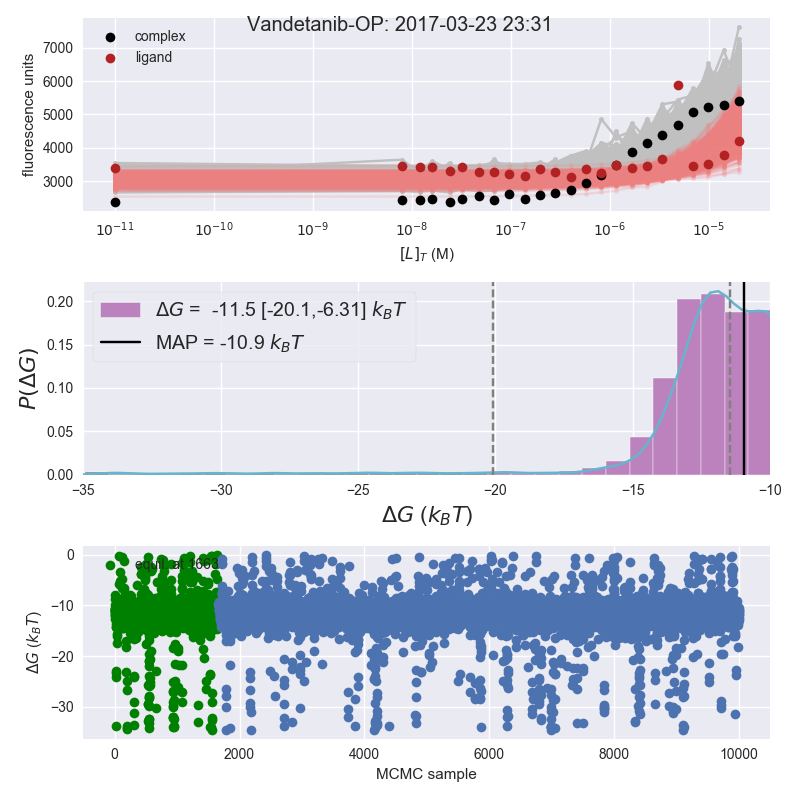 Vandetanib-OP: 2017-03-23 23:31
complex
ligand
fluorescence units
7000
6000
5000
4000
3000
10⁻¹¹ 10⁻¹⁰ 10⁻⁹ 10⁻⁸ 10⁻⁷ 10⁻⁶ 10⁻⁵
[L]_T (M)
ΔG = -11.5 [-20.1,-6.31] k_BT
MAP = -10.9 k_BT
P(ΔG)
0.20
0.15
0.10
0.05
0.00
−35 −30 −25 −20 −15 −10
ΔG (k_BT)
equil. at 1663
ΔG (k_BT)
0
−10
−20
−30
0 2000 4000 6000 8000 10000
MCMC sample